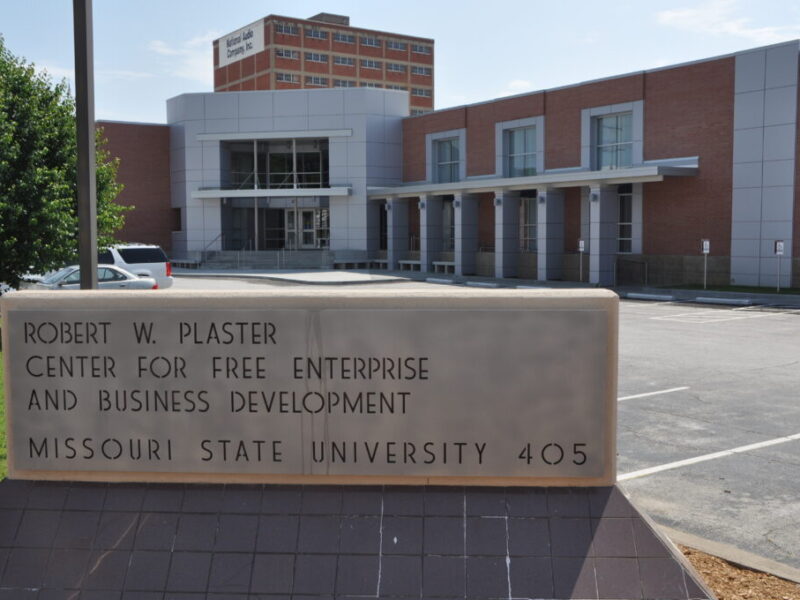 National Audio
Company, Inc.
ROBERT W. PLASTER
CENTER FOR FREE ENTERPRISE
AND BUSINESS DEVELOPMENT
MISSOURI STATE UNIVERSITY 405